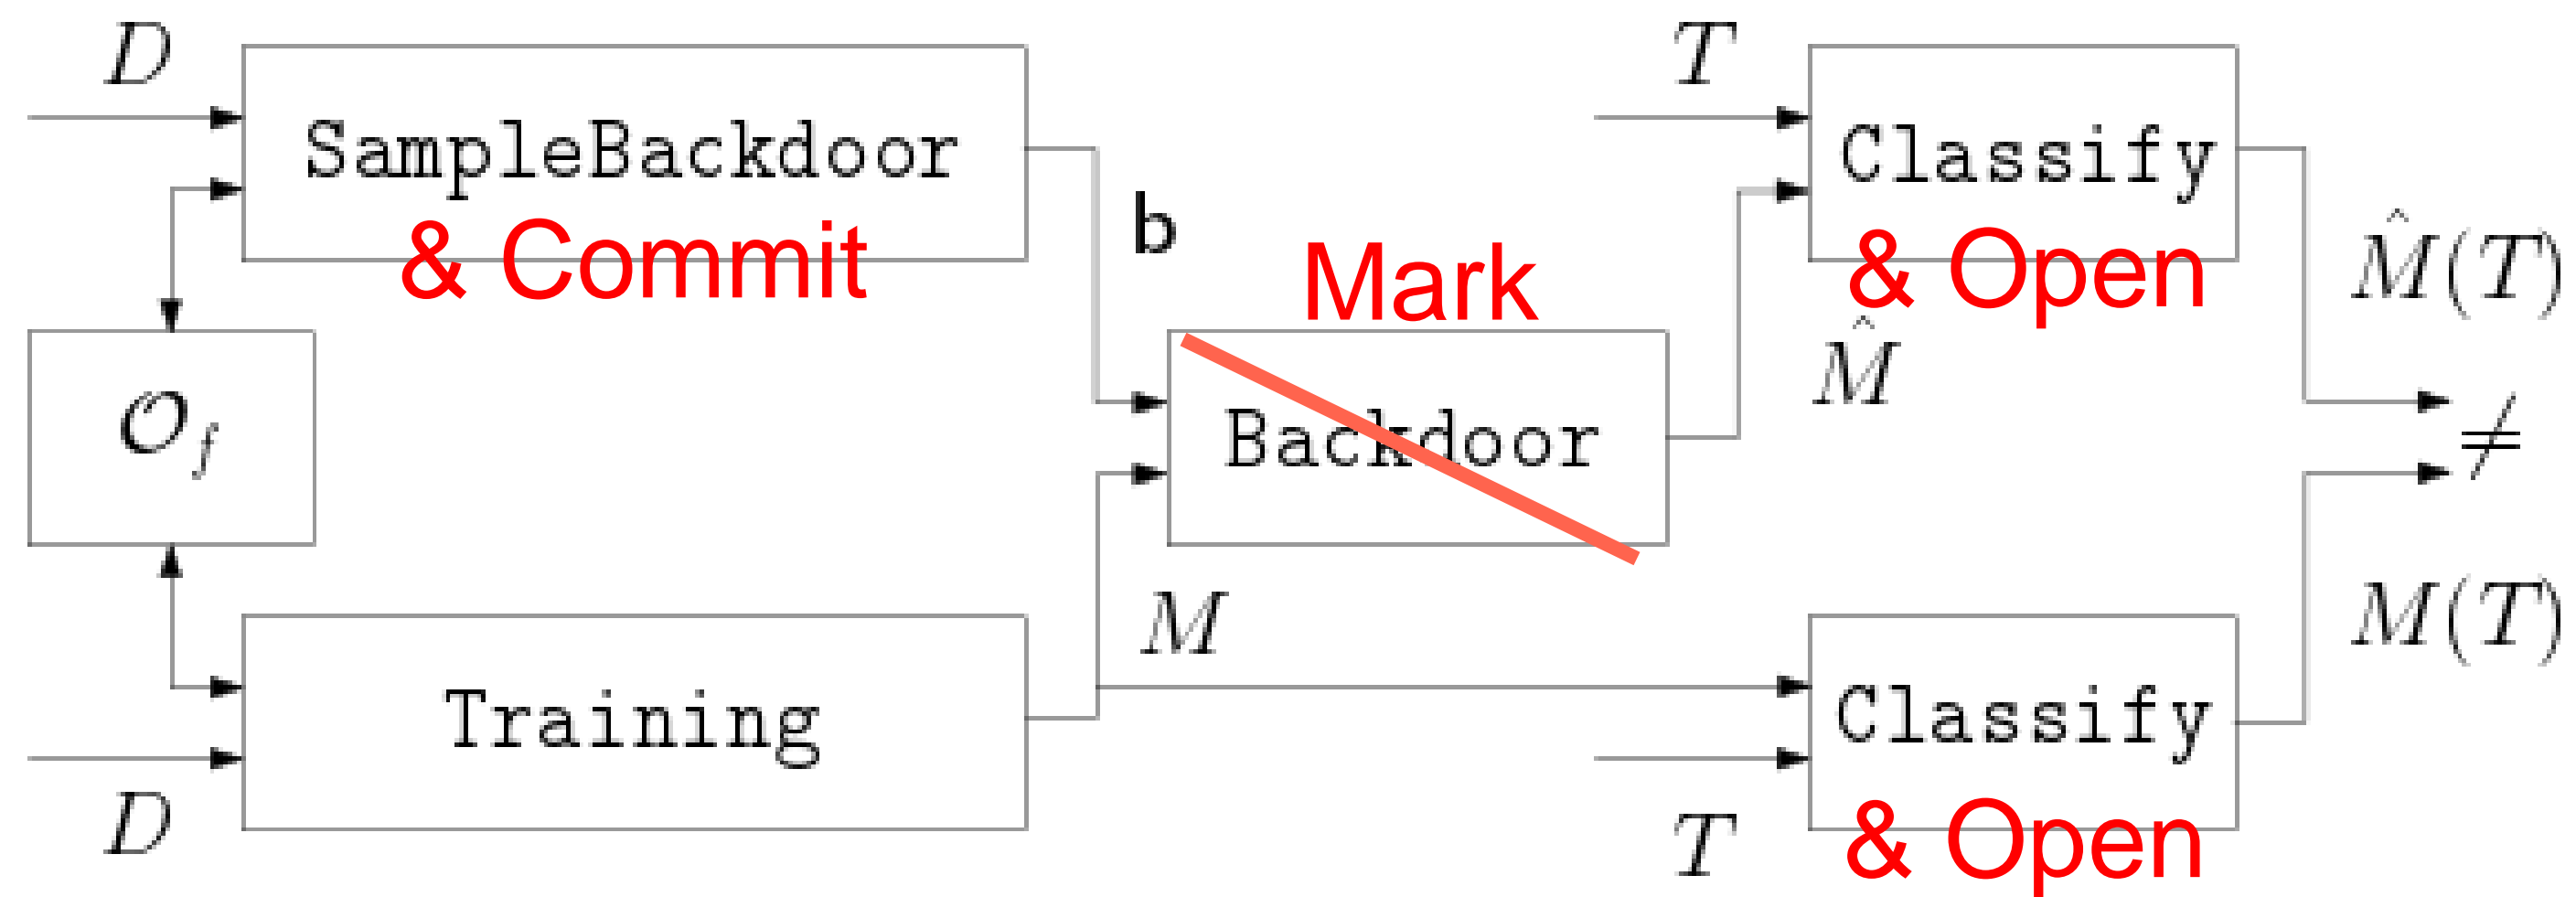 D
SampleBackdoor
& Commit
b
T
Classify
& Open
M̂(T)
Mark
Backdoor
M̂
𝒪_f
≠
M
Training
D
Classify
& Open
T
M(T)